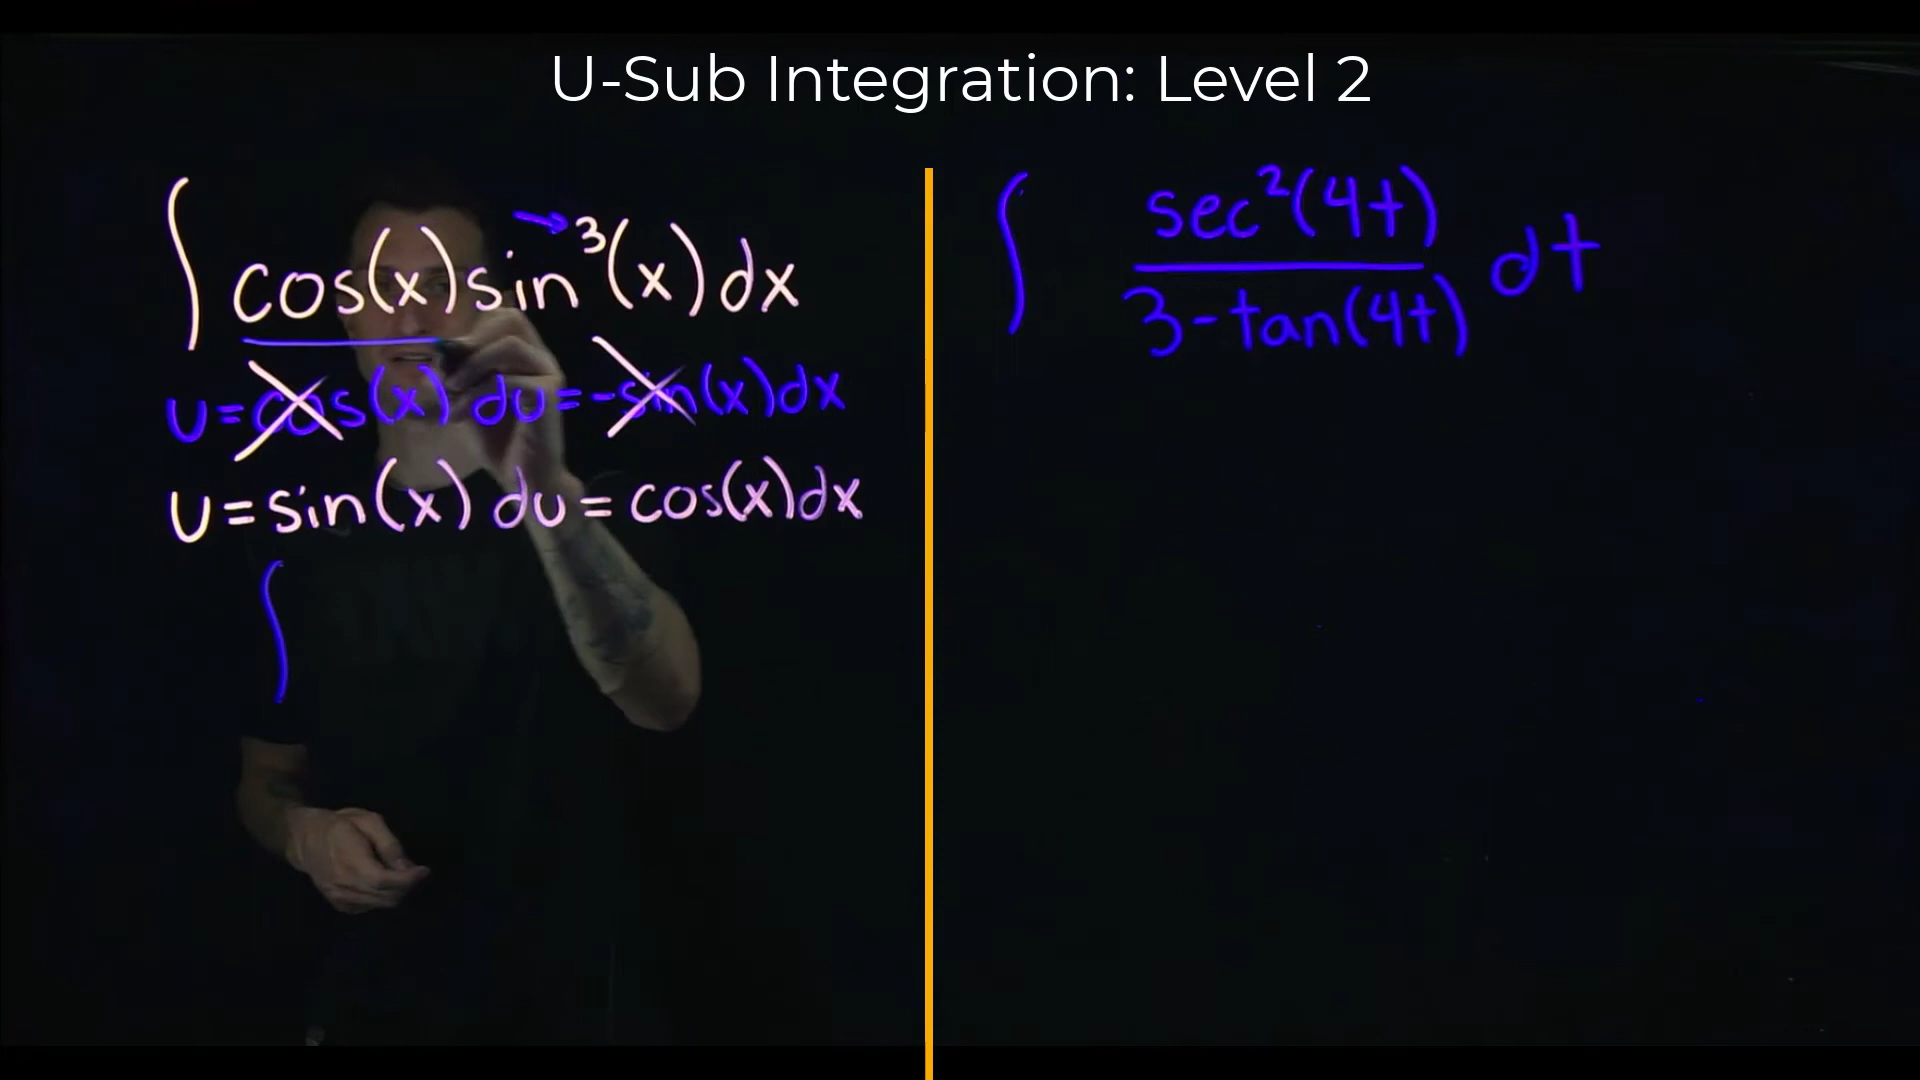 U-Sub Integration: Level 2
∫ cos(x)sin³(x)dx
u=cos(x) du=-sin(x)dx
u=sin(x) du=cos(x)dx
∫
∫ sec²(4t)
3-tan(4t) dt